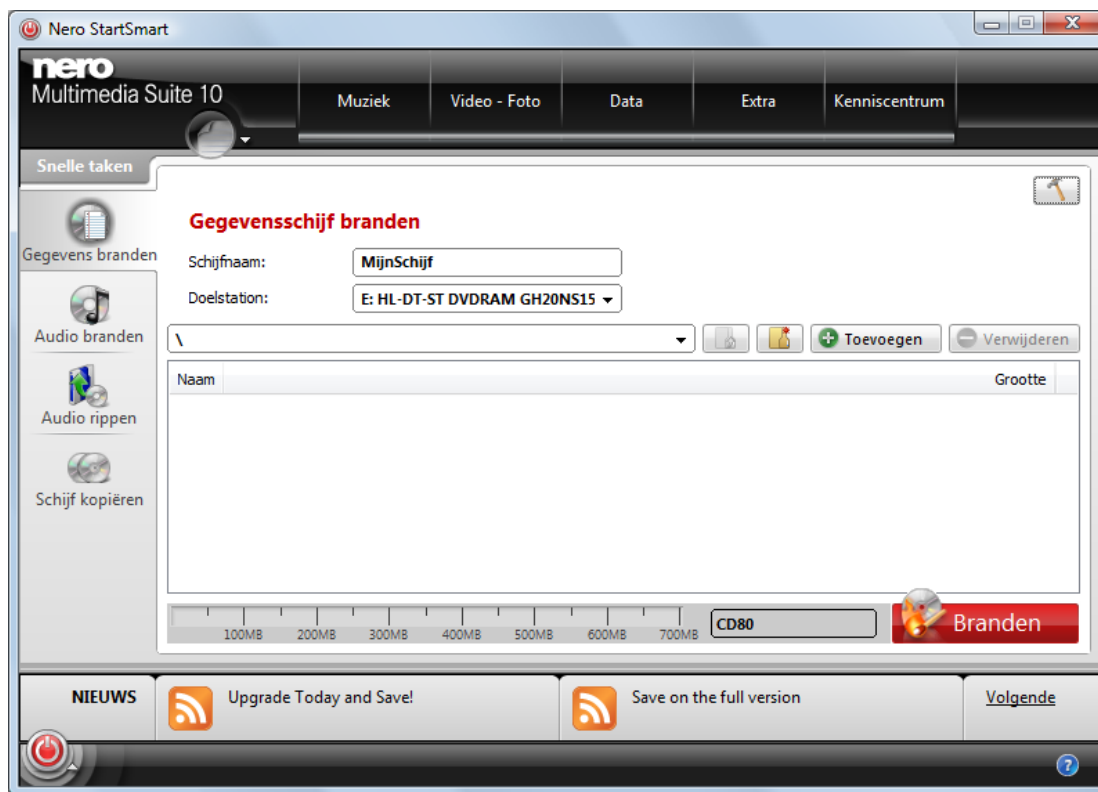 Nero StartSmart
nero
Multimedia Suite 10
Muziek
Video - Foto
Data
Extra
Kenniscentrum
Snelle taken
Gegevens branden
Audio branden
Audio rippen
Schijf kopiëren
Gegevensschijf branden
Schijfnaam:
MijnSchijf
Doelstation:
E: HL-DT-ST DVDRAM GH20NS15
\
Toevoegen
Verwijderen
Naam
Grootte
100MB
200MB
300MB
400MB
500MB
600MB
700MB
CD80
Branden
NIEUWS
Upgrade Today and Save!
Save on the full version
Volgende
?